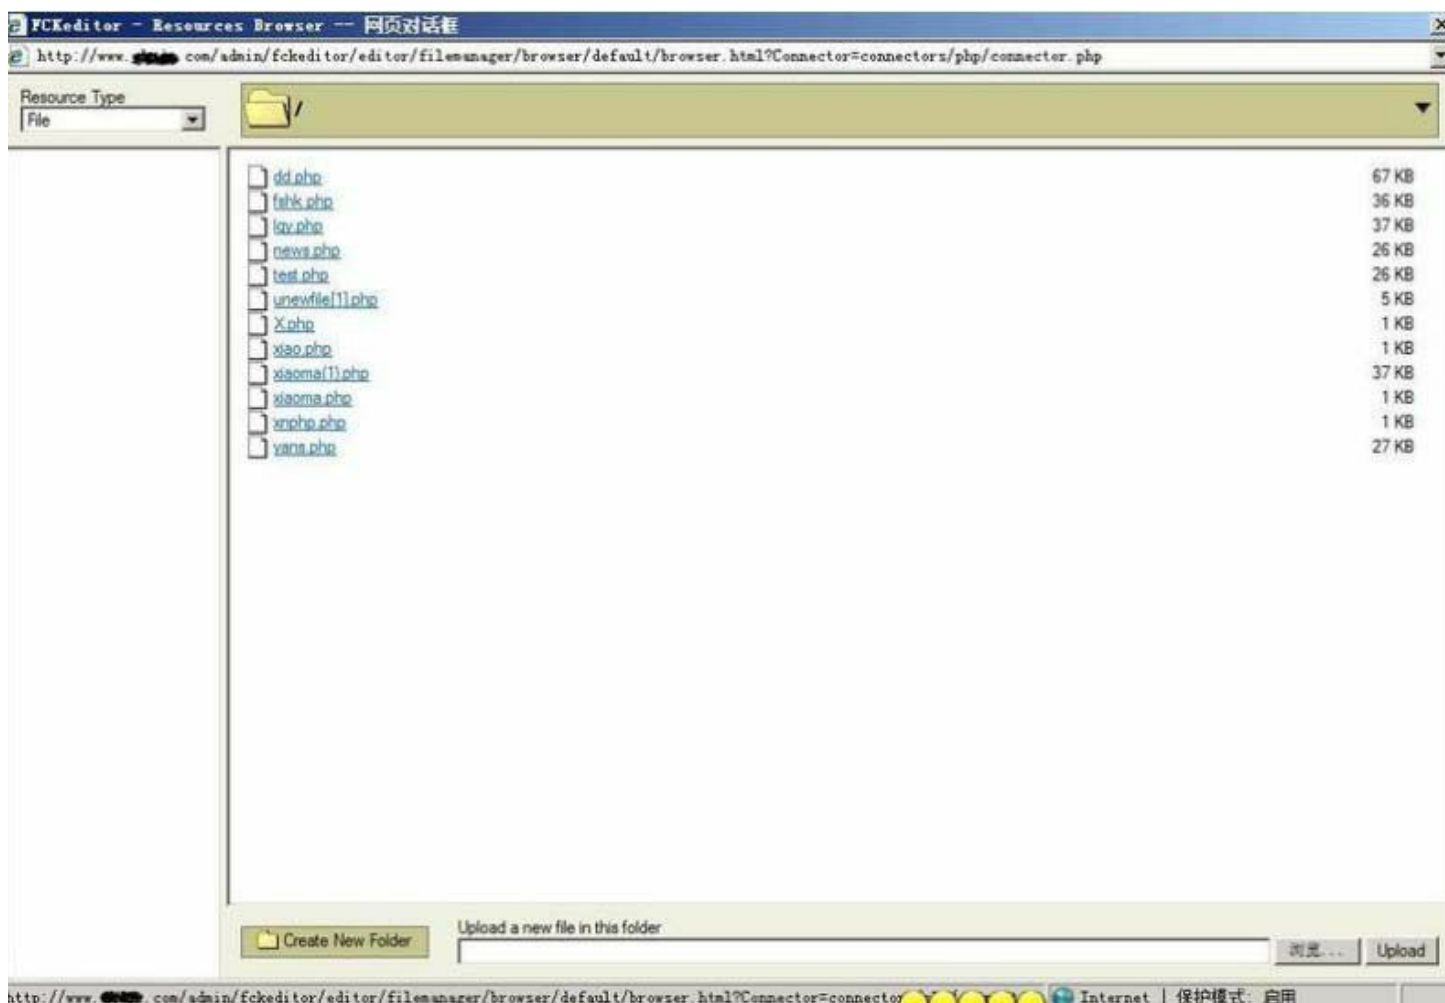 FCKeditor - Resources Browser -- 网页对话框
http://www. com/admin/fckeditor/editor/filemanager/browser/default/browser.html?Connector=connectors/php/connector.php
Resource Type
File
/
dd.php 67 KB
fshk.php 36 KB
lqy.php 37 KB
news.php 26 KB
test.php 26 KB
unewfile[1].php 5 KB
X.php 1 KB
xiao.php 1 KB
xiaoma(1).php 37 KB
xiaoma.php 1 KB
xnphp.php 1 KB
27 KB
Create New Folder
Upload a new file in this folder
浏览... Upload
http://www. .com/admin/fckeditor/editor/filemanager/browser/default/browser.html?Connector=connector Internet | 保护模式: 启用